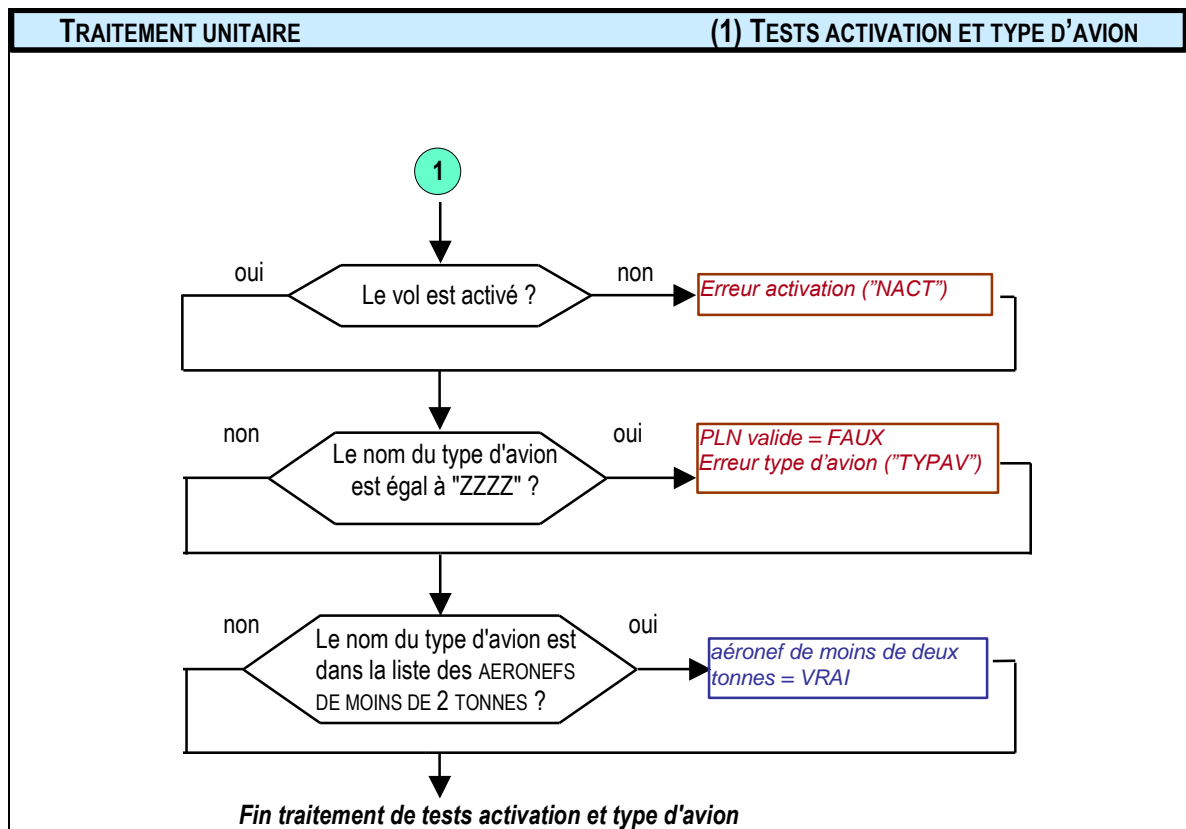 TRAITEMENT UNITAIRE
(1) TESTS ACTIVATION ET TYPE D’AVION
1
oui
Le vol est activé ?
non
Erreur activation (”NACT”)
non
Le nom du type d'avion
est égal à "ZZZZ" ?
oui
PLN valide = FAUX
Erreur type d’avion (”TYPAV”)
non
Le nom du type d'avion est
dans la liste des AERONEFS
DE MOINS DE 2 TONNES ?
oui
aéronef de moins de deux
tonnes = VRAI
Fin traitement de tests activation et type d'avion